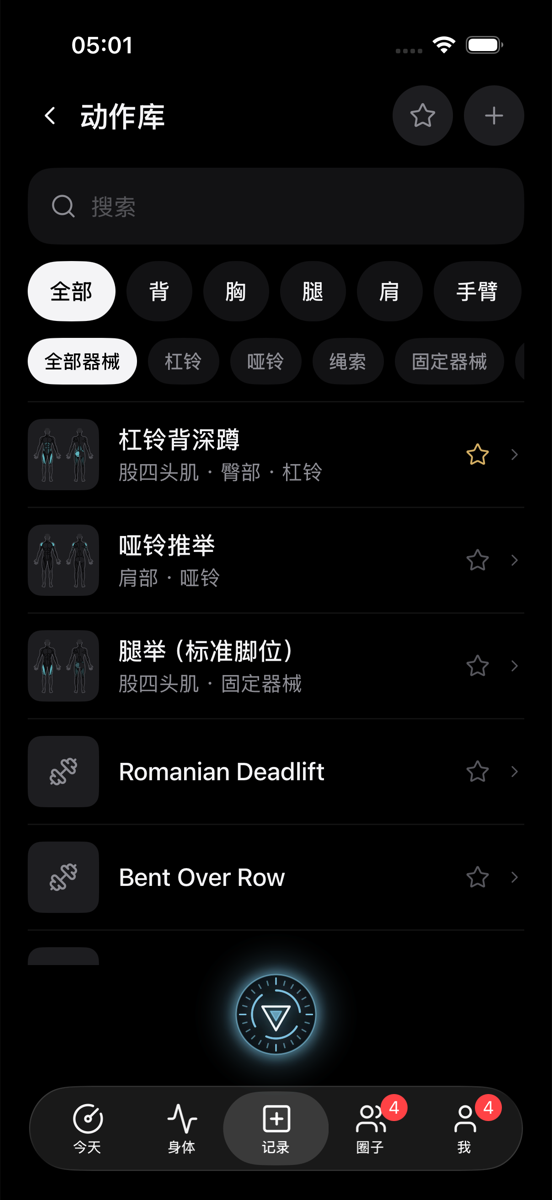 05:01
动作库
搜索
全部 背 胸 腿 肩 手臂
全部器械 杠铃 哑铃 绳索 固定器械
杠铃背深蹲
股四头肌 · 臀部 · 杠铃
哑铃推举
肩部 · 哑铃
腿举（标准脚位）
股四头肌 · 固定器械
Romanian Deadlift
Bent Over Row
4 4
今天 身体 记录 圈子 我